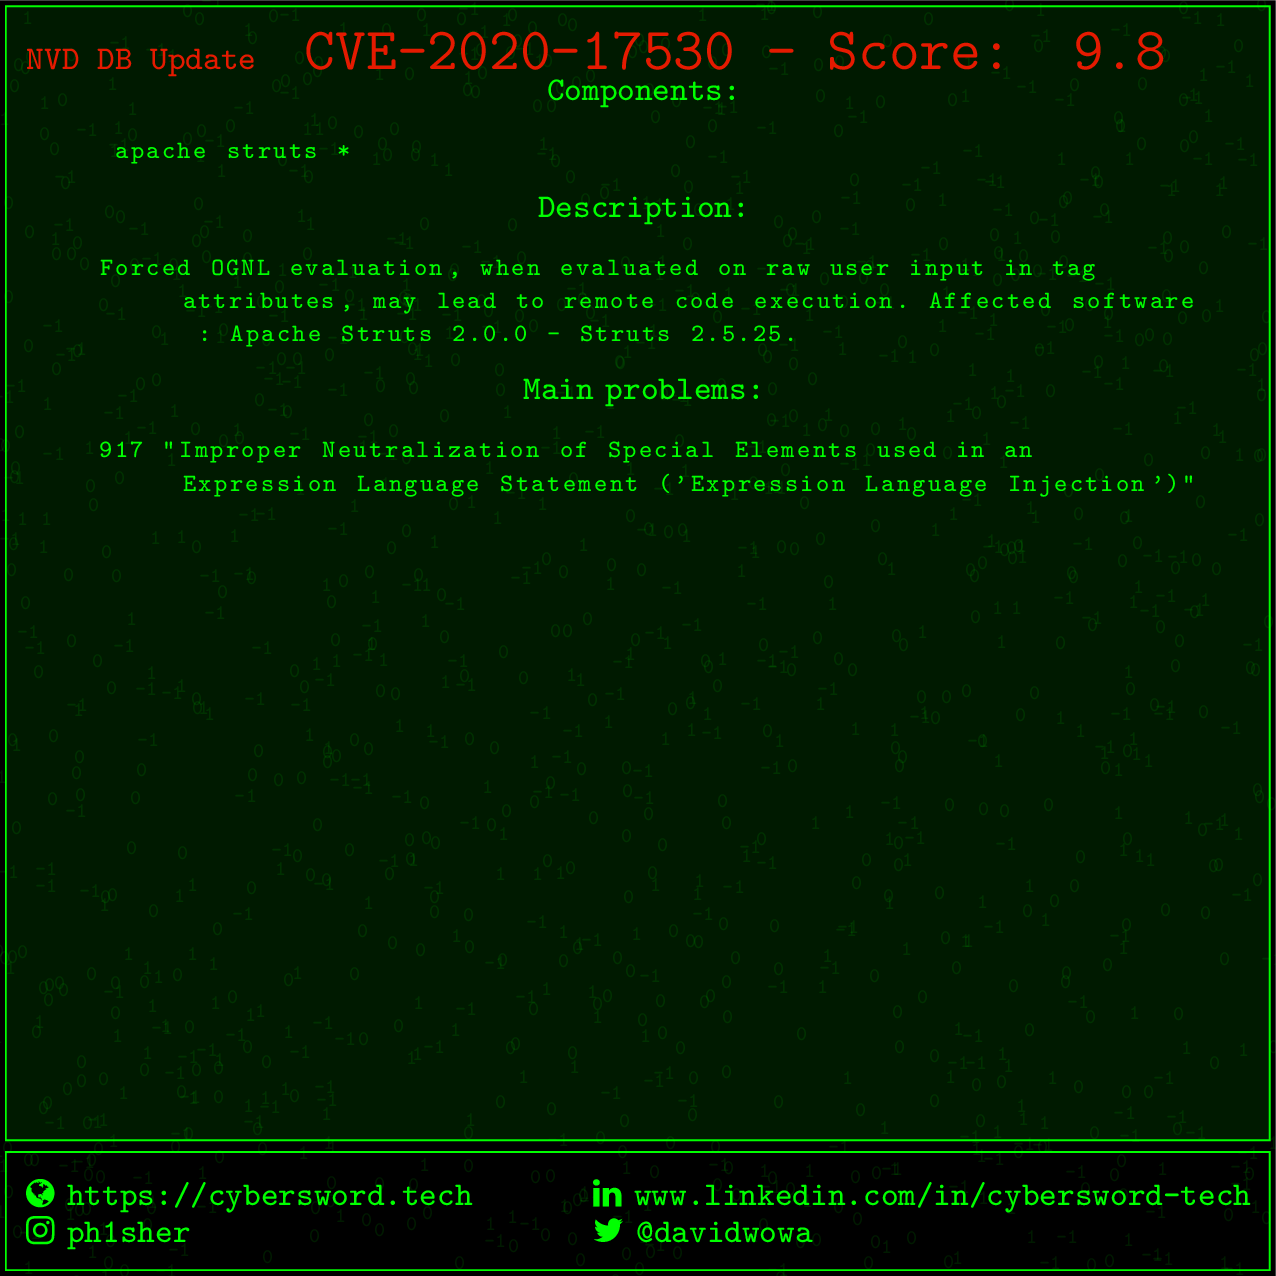 NVD DB Update CVE-2020-17530 - Score: 9.8
Components:
apache struts *
Description:
Forced OGNL evaluation, when evaluated on raw user input in tag
attributes, may lead to remote code execution. Affected software
: Apache Struts 2.0.0 - Struts 2.5.25.
Main problems:
917 "Improper Neutralization of Special Elements used in an
Expression Language Statement ('Expression Language Injection')"
https://cybersword.tech
www.linkedin.com/in/cybersword-tech
ph1sher
@davidwowa